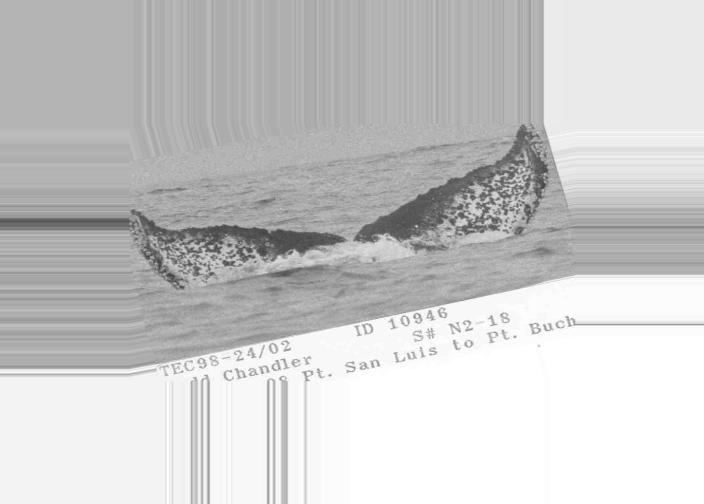 TEC98-24/02 ID 10946
S# N2-18
Chandler
Pt. San Luis to Pt. Buch